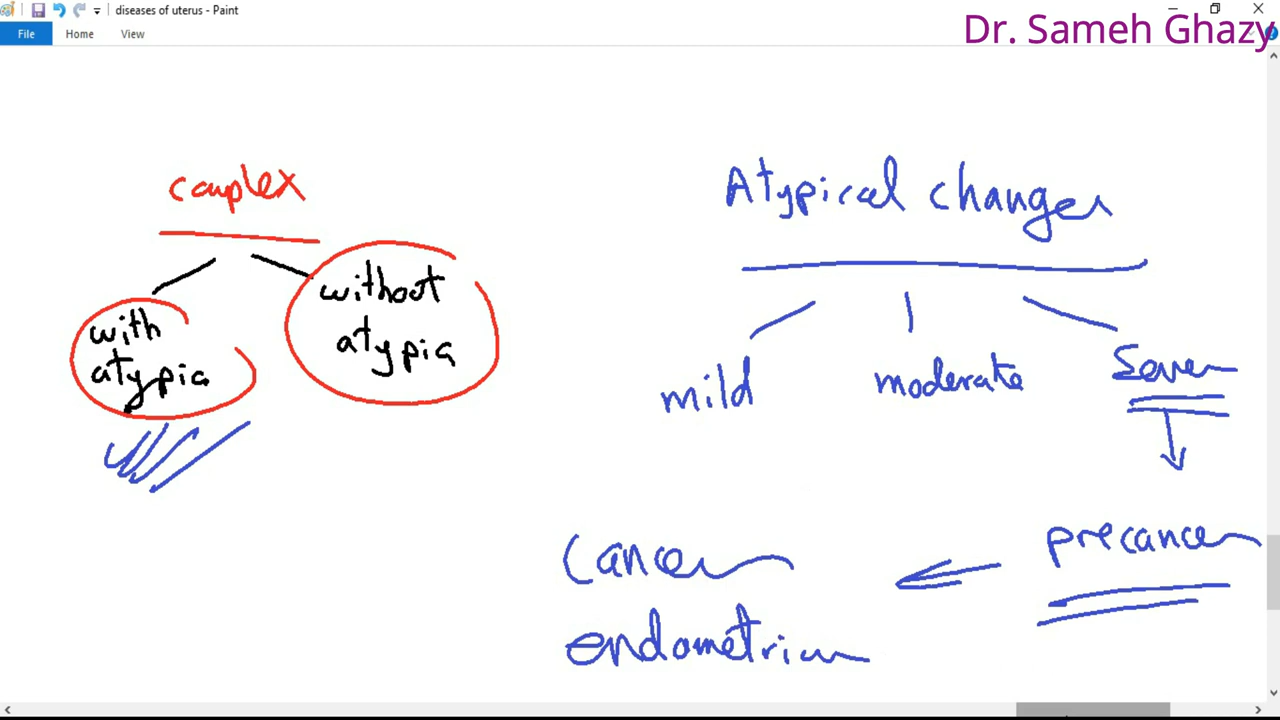 diseases of uterus - Paint
File Home View
Dr. Sameh Ghazy
complex
with
atypia
without
atypia
Atypical changes
mild
moderate
Sever
precancer
Cancer
endometrium